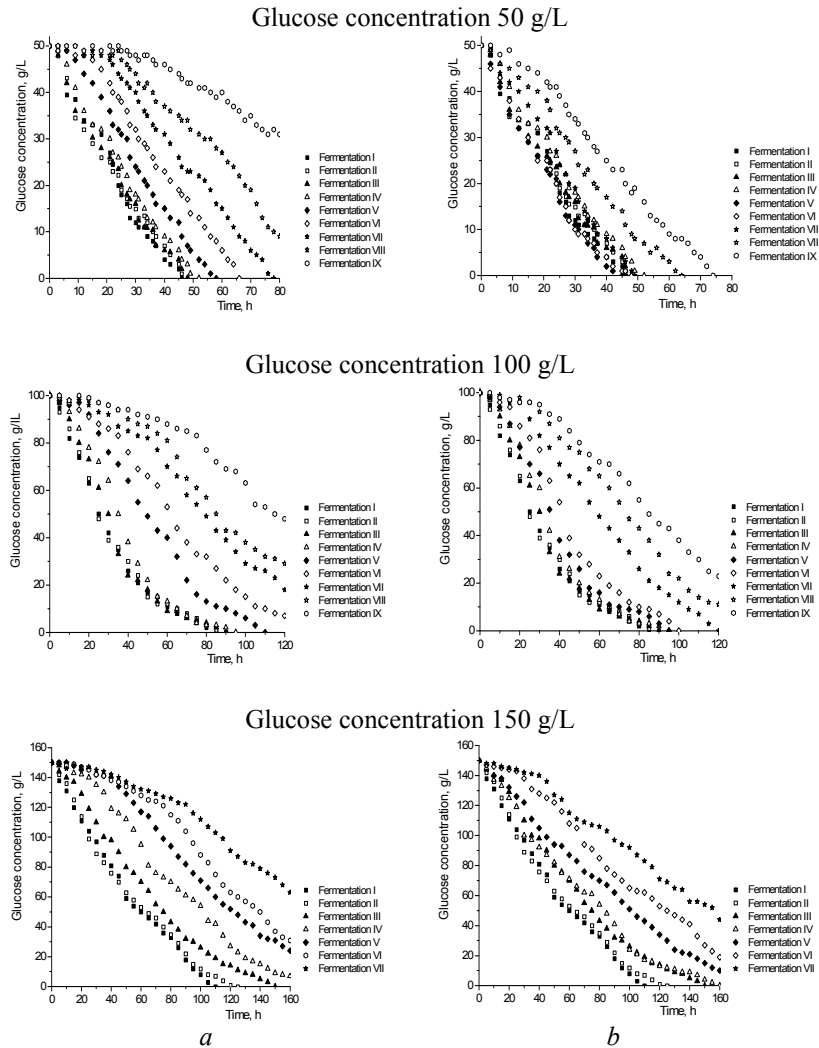 Glucose concentration 50 g/L
Glucose concentration, g/L
50
40
30
20
10
0
0 10 20 30 40 50 60 70 80
Time, h
Fermentation I
Fermentation II
Fermentation III
Fermentation IV
Fermentation V
Fermentation VI
Fermentation VII
Fermentation VIII
Fermentation IX
Glucose concentration, g/L
50
40
30
20
10
0
0 10 20 30 40 50 60 70 80
Time, h
Fermentation I
Fermentation II
Fermentation III
Fermentation IV
Fermentation V
Fermentation VI
Fermentation VII
Fermentation VII
Fermentation IX
Glucose concentration 100 g/L
Glucose concentration, g/lL
100
80
60
40
20
0
0 20 40 60 80 100 120
Time, h
Fermentation I
Fermentation II
Fermentation III
Fermentation IV
Fermentation V
Fermentation VI
Fermentation VII
Fermentation VIII
Fermentation IX
Glucose concentration, g/L
100
80
60
40
20
0
0 20 40 60 80 100 120
Time, h
Fermentation I
Fermentation II
Fermentation III
Fermentation IV
Fermentation V
Fermentation VI
Fermentation VII
Fermentation VIII
Fermentation IX
Glucose concentration 150 g/L
Glucose concentration, g/L
160
140
120
100
80
60
40
20
0
0 20 40 60 80 100 120 140 160
Time, h
Fermentation I
Fermentation II
Fermentation III
Fermentation IV
Fermentation V
Fermentation VI
Fermentation VII
Glucose concentration, g/L
160
140
120
100
80
60
40
20
0
0 20 40 60 80 100 120 140 160
Time, h
Fermentation I
Fermentation II
Fermentation III
Fermentation IV
Fermentation V
Fermentation VI
Fermentation VII
a
b